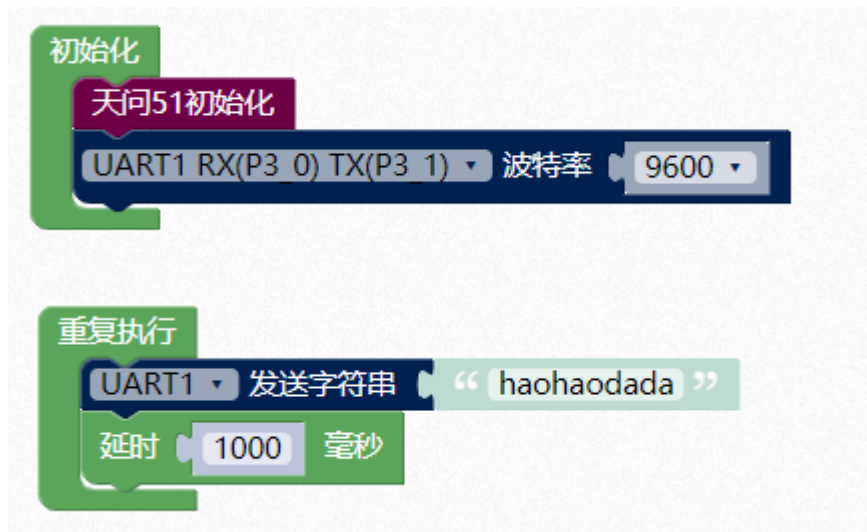 初始化
天问51初始化
UART1 RX(P3_0) TX(P3_1) 波特率 9600
重复执行
UART1 发送字符串 “ haohaodada ”
延时 1000 毫秒